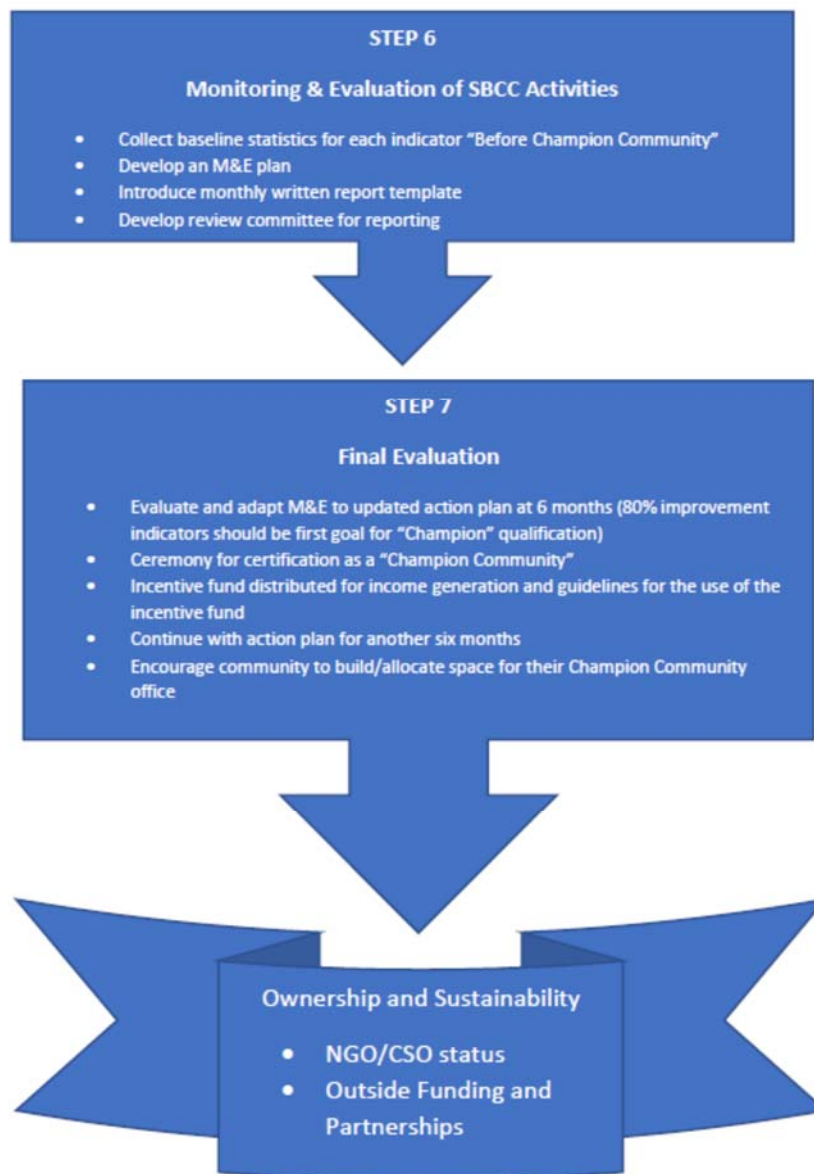 STEP 6
Monitoring & Evaluation of SBCC Activities
• Collect baseline statistics for each indicator “Before Champion Community”
• Develop an M&E plan
• Introduce monthly written report template
• Develop review committee for reporting
STEP 7
Final Evaluation
• Evaluate and adapt M&E to updated action plan at 6 months (80% improvement
indicators should be first goal for “Champion” qualification)
• Ceremony for certification as a “Champion Community”
• Incentive fund distributed for income generation and guidelines for the use of the
incentive fund
• Continue with action plan for another six months
• Encourage community to build/allocate space for their Champion Community
office
Ownership and Sustainability
• NGO/CSO status
• Outside Funding and
Partnerships